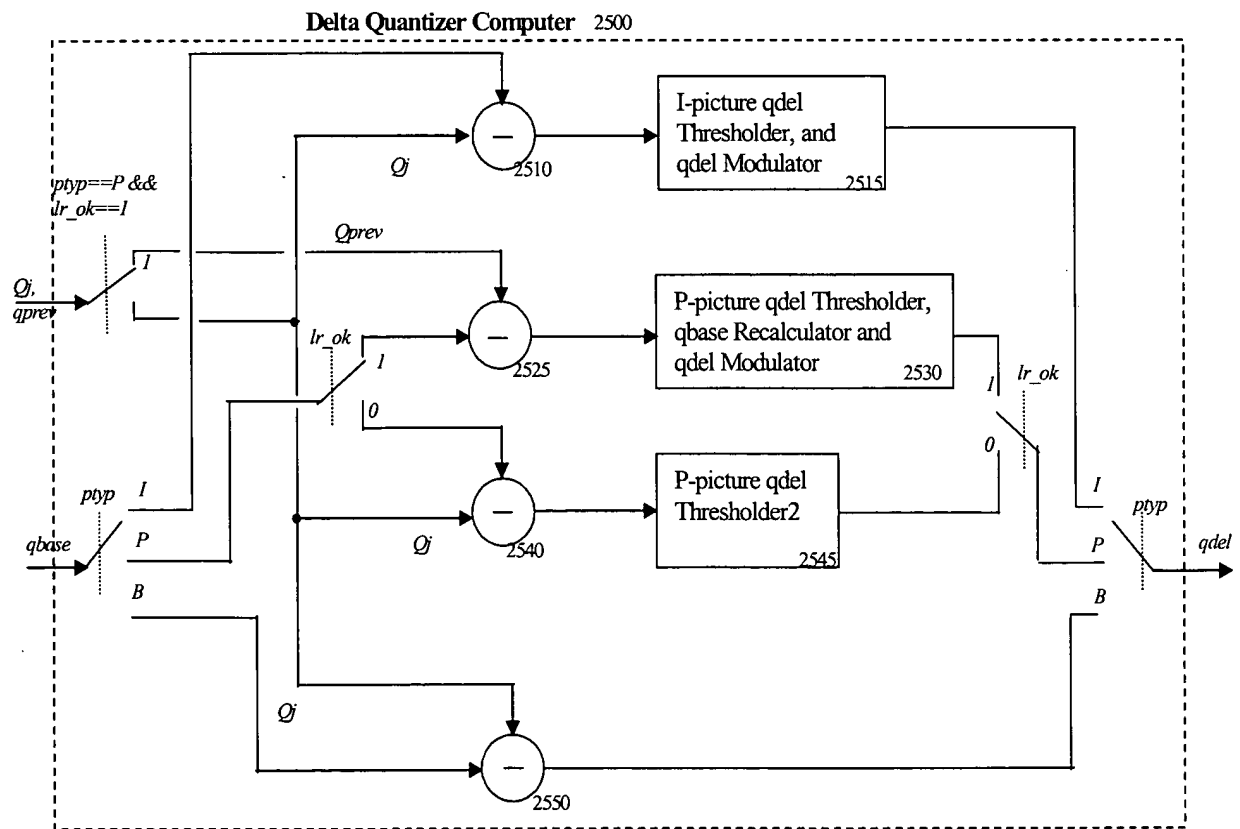 Delta Quantizer Computer 2500
I-picture qdel
Thresholder, and
qdel Modulator
2515
Qj
2510
ptyp==P &&
lr_ok==1
Qprev
1
Qj,
qprev
P-picture qdel Thresholder,
qbase Recalculator and
qdel Modulator
2530
lr_ok
1
2525
lr_ok
1
0
0
P-picture qdel
Thresholder2
2545
ptyp
I
Qj
2540
I
ptyp
qbase
P
P
qdel
B
B
Qj
2550